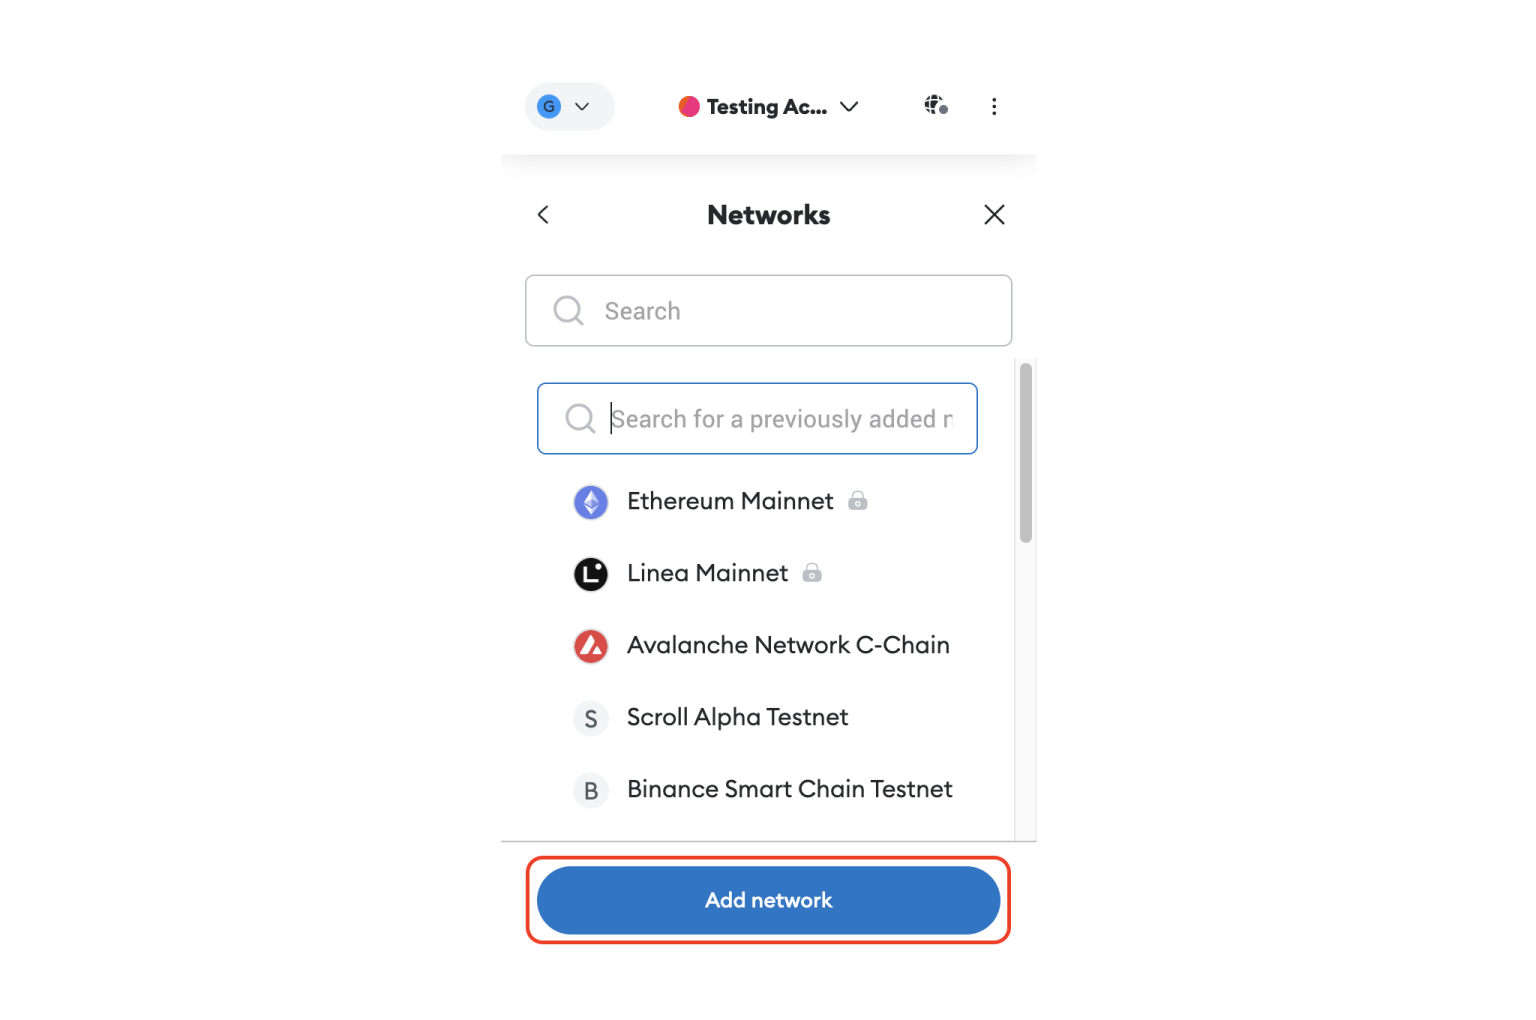 G
Testing Ac...
Networks
Search
Search for a previously added n
Ethereum Mainnet
L Linea Mainnet
Avalanche Network C-Chain
S Scroll Alpha Testnet
B Binance Smart Chain Testnet
Add network